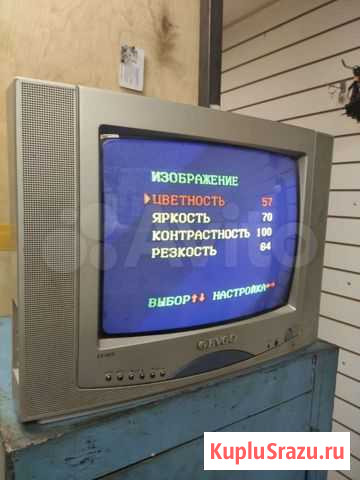 ИЗОБРАЖЕНИЕ
ЦВЕТНОСТЬ 57
ЯРКОСТЬ 70
КОНТРАСТНОСТЬ 100
РЕЗКОСТЬ 64
ВЫБОР↑↓ НАСТРОЙКА←→
Avito
KupluSrazu.ru